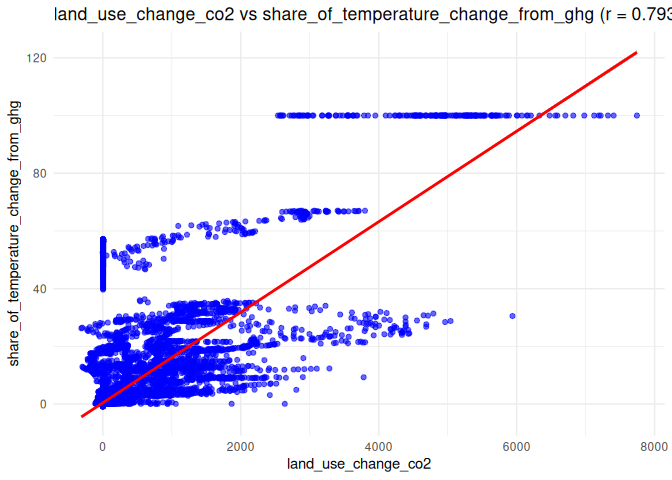 land_use_change_co2 vs share_of_temperature_change_from_ghg (r = 0.793
120
80
40
0
share_of_temperature_change_from_ghg
0 2000 4000 6000 8000
land_use_change_co2